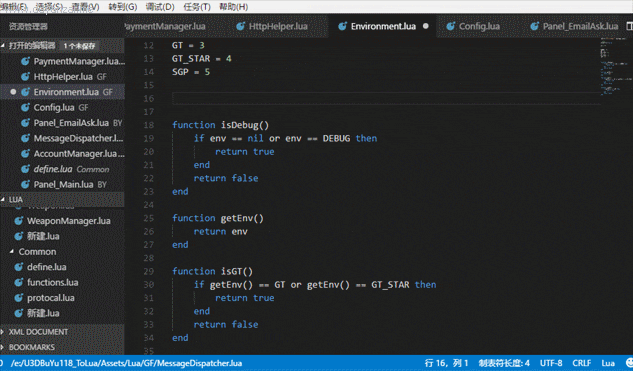 编辑(E) 选择(S) 查看(V) 转到(G) 调试(D) 任务(T) 帮助(H)
资源管理器
PaymentManager.lua HttpHelper.lua GF Environment.lua Config.lua Panel_EmailAsk.lua
打开的编辑器 1 个未保存
PaymendManager.lua...
HttpHelper.lua GF
Environment.lua GF
Config.lua GF
Panel_EmailAsk.lua BY
MessageDispatcher.lua...
AccountManager.lua...
define.lua Common
Panel_Main.lua BY
LUA
WeaponManager.lua
新建.lua
Common
define.lua
functions.lua
protocal.lua
新建.lua
XML DOCUMENT
BOOKMARKS
12 GT = 3
13 GT_STAR = 4
14 SGP = 5
15
16
17
18 function isDebug()
19 if env == nil or env == DEBUG then
20 return true
21 end
22 return false
23 end
24
25 function getEnv()
26 return env
27 end
28
29 function isGT()
30 if getEnv() == GT or getEnv() == GT_STAR then
31 return true
32 end
33 return false
34 end
35
0 /e:/U3DBuYu118_ToLua/Assets/Lua/GF/MessageDispatcher.lua 行 16，列 1 制表符长度: 4 UTF-8 CRLF Lua